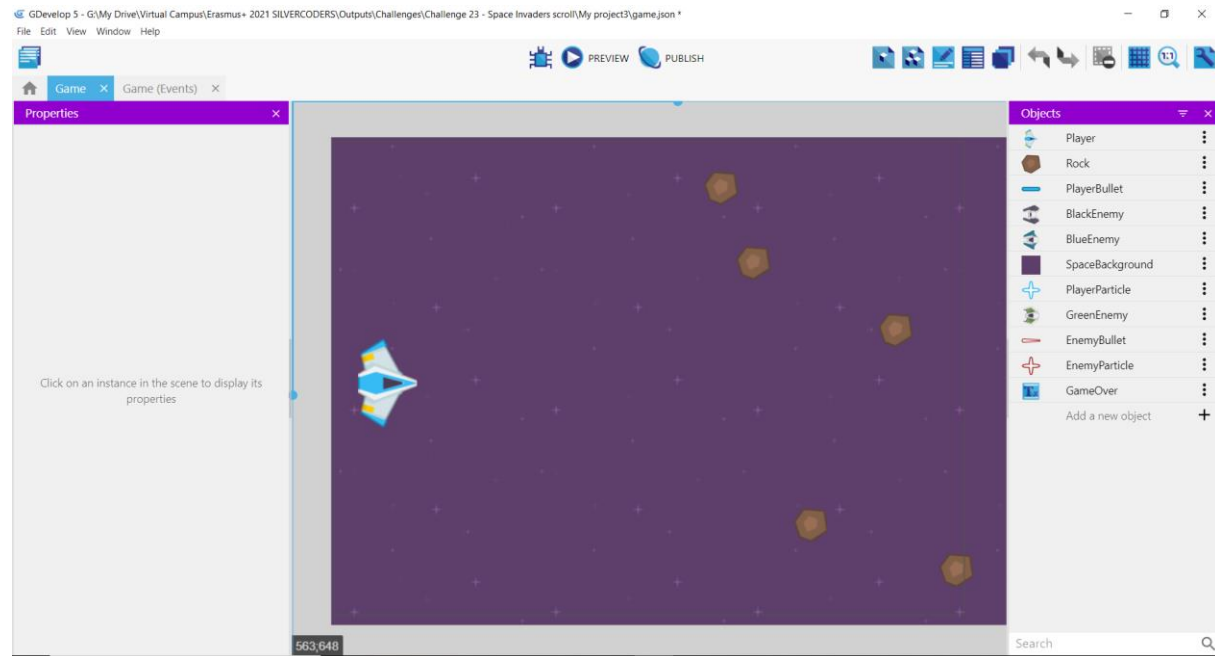 GDevelop 5 - G:\My Drive\Virtual Campus\Erasmus+ 2021 SILVERCODERS\Outputs\Challenges\Challenge 23 - Space Invaders scroll\My project3\game.json *
File Edit View Window Help
PREVIEW PUBLISH
1:1
Game × Game (Events) ×
Properties ×
Click on an instance in the scene to display its
properties
563;648
Objects ×
Player
Rock
PlayerBullet
BlackEnemy
BlueEnemy
SpaceBackground
PlayerParticle
GreenEnemy
EnemyBullet
EnemyParticle
GameOver
Add a new object +
Search